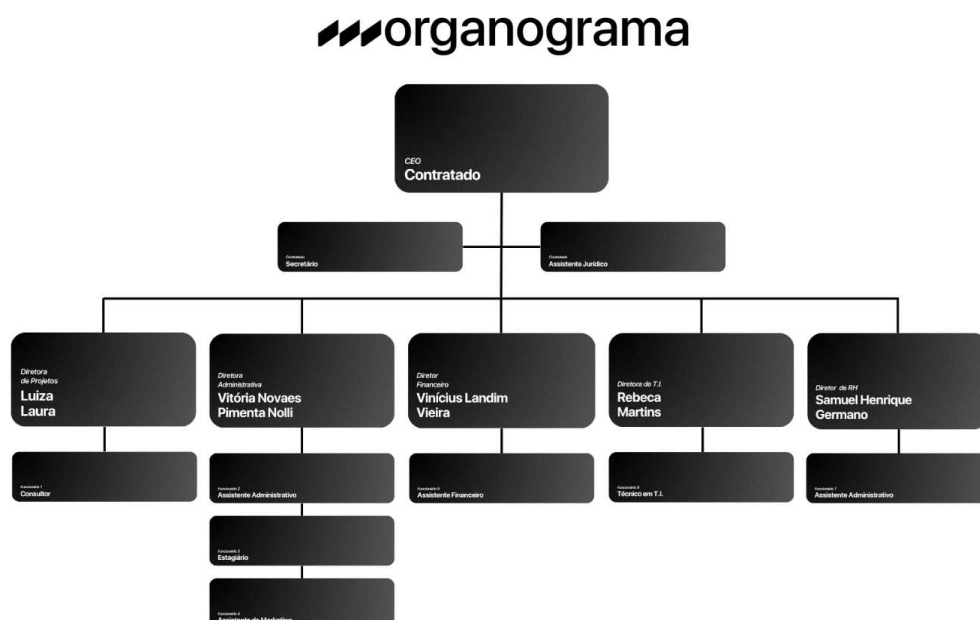 organograma
CEO
Contratado
Contratado
Secretário
Contratado
Assistente Jurídico
Diretora
de Projetos
Luiza
Laura
Diretora
Administrativa
Vitória Novaes
Pimenta Nolli
Diretor
Financeiro
Vinícius Landim
Vieira
Diretora de T.I.
Rebeca
Martins
Diretor de RH
Samuel Henrique
Germano
Funcionário 1
Consultor
Funcionário 2
Assistente Administrativo
Funcionário 5
Assistente Financeiro
Funcionário 6
Técnico em T.I.
Funcionário 7
Assistente Administrativo
Funcionário 3
Estagiário
Funcionário 4
Assistente de Marketing